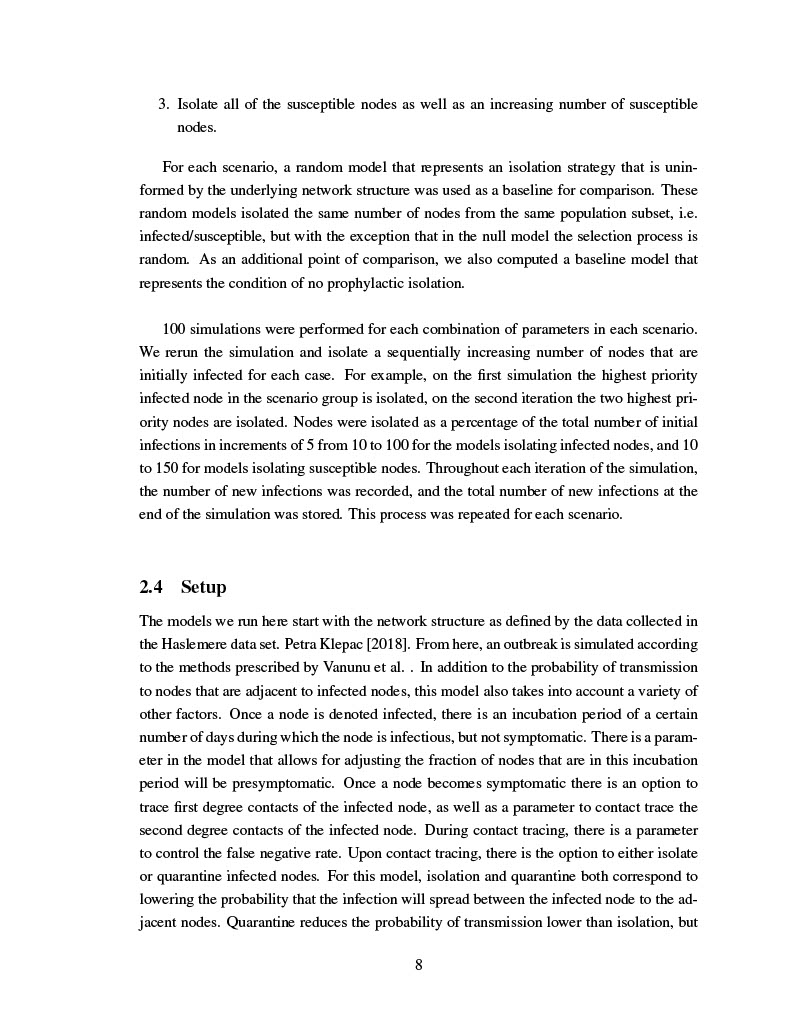 3. Isolate all of the susceptible nodes as well as an increasing number of susceptible
nodes.
For each scenario, a random model that represents an isolation strategy that is unin-
formed by the underlying network structure was used as a baseline for comparison. These
random models isolated the same number of nodes from the same population subset, i.e.
infected/susceptible, but with the exception that in the null model the selection process is
random. As an additional point of comparison, we also computed a baseline model that
represents the condition of no prophylactic isolation.
100 simulations were performed for each combination of parameters in each scenario.
We rerun the simulation and isolate a sequentially increasing number of nodes that are
initially infected for each case. For example, on the first simulation the highest priority
infected node in the scenario group is isolated, on the second iteration the two highest pri-
ority nodes are isolated. Nodes were isolated as a percentage of the total number of initial
infections in increments of 5 from 10 to 100 for the models isolating infected nodes, and 10
to 150 for models isolating susceptible nodes. Throughout each iteration of the simulation,
the number of new infections was recorded, and the total number of new infections at the
end of the simulation was stored. This process was repeated for each scenario.
2.4 Setup
The models we run here start with the network structure as defined by the data collected in
the Haslemere data set. Petra Klepac [2018]. From here, an outbreak is simulated according
to the methods prescribed by Vanunu et al. . In addition to the probability of transmission
to nodes that are adjacent to infected nodes, this model also takes into account a variety of
other factors. Once a node is denoted infected, there is an incubation period of a certain
number of days during which the node is infectious, but not symptomatic. There is a param-
eter in the model that allows for adjusting the fraction of nodes that are in this incubation
period will be presymptomatic. Once a node becomes symptomatic there is an option to
trace first degree contacts of the infected node, as well as a parameter to contact trace the
second degree contacts of the infected node. During contact tracing, there is a parameter
to control the false negative rate. Upon contact tracing, there is the option to either isolate
or quarantine infected nodes. For this model, isolation and quarantine both correspond to
lowering the probability that the infection will spread between the infected node to the ad-
jacent nodes. Quarantine reduces the probability of transmission lower than isolation, but
8